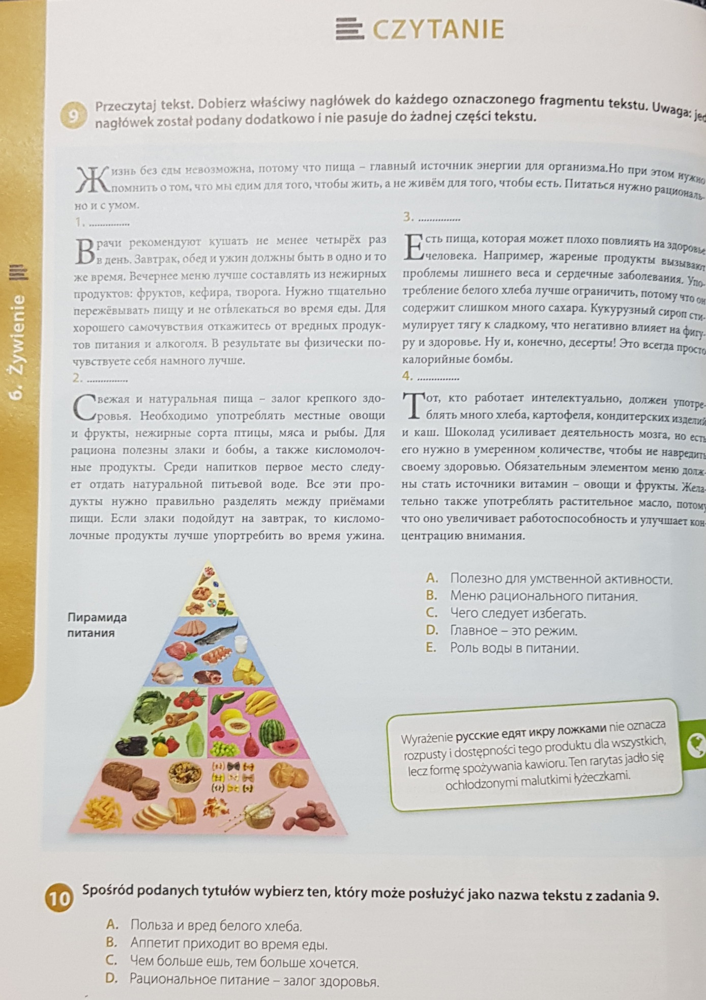 CZYTANIE
9 Przeczytaj tekst. Dobierz właściwy nagłówek do każdego oznaczonego fragmentu tekstu. Uwaga: jed
nagłówek został podany dodatkowo i nie pasuje do żadnej części tekstu.
Жизнь без еды невозможна, потому что пища – главный источник энергии для организма.Но при этом нужно
помнить о том, что мы едим для того, чтобы жить, а не живём для того, чтобы есть. Питаться нужно рациональ-
но и с умом.
1. ...............
Врачи рекомендуют кушать не менее четырёх раз
в день. Завтрак, обед и ужин должны быть в одно и то
же время. Вечернее меню лучше составлять из нежирных
продуктов: фруктов, кефира, творога. Нужно тщательно
пережёвывать пищу и не отвлекаться во время еды. Для
хорошего самочувствия откажитесь от вредных продук-
тов питания и алкоголя. В результате вы физически по-
чувствуете себя намного лучше.
2. ...............
Свежая и натуральная пища – залог крепкого здо-
ровья. Необходимо употреблять местные овощи
и фрукты, нежирные сорта птицы, мяса и рыбы. Для
рациона полезны злаки и бобы, а также кисломолоч-
ные продукты. Среди напитков первое место следу-
ет отдать натуральной питьевой воде. Все эти про-
дукты нужно правильно разделять между приёмами
пищи. Если злаки подойдут на завтрак, то кисломо-
лочные продукты лучше упортребить во время ужина.
3. ...............
Есть пища, которая может плохо повлиять на здоровье
человека. Например, жареные продукты вызывают
проблемы лишнего веса и сердечные заболевания. Упо-
требление белого хлеба лучше ограничить, потому что он
содержит слишком много сахара. Кукурузный сироп сти-
мулирует тягу к сладкому, что негативно влияет на фигу-
ру и здоровье. Ну и, конечно, десерты! Это всегда просто
калорийные бомбы.
4. ...............
Тот, кто работает интелектуально, должен употре-
блять много хлеба, картофеля, кондитерских изделий
и каш. Шоколад усиливает деятельность мозга, но есть
его нужно в умеренном количестве, чтобы не навредить
своему здоровью. Обязательным элементом меню долж-
ны стать источники витамин – овощи и фрукты. Жела-
тельно также употреблять растительное масло, потому
что оно увеличивает работоспособность и улучшает кон-
центрацию внимания.
Пирамида
питания
A. Полезно для умственной активности.
B. Меню рационального питания.
C. Чего следует избегать.
D. Главное – это режим.
E. Роль воды в питании.
Wyrażenie русские едят икру ложками nie oznacza
rozpusty i dostępności tego produktu dla wszystkich,
lecz formę spożywania kawioru. Ten rarytas jadło się
ochłodzonymi malutkimi łyżeczkami.
10 Spośród podanych tytułów wybierz ten, który może posłużyć jako nazwa tekstu z zadania 9.
A. Польза и вред белого хлеба.
B. Аппетит приходит во время еды.
C. Чем больше ешь, тем больше хочется.
D. Рациональное питание – залог здоровья.
6. Żywienie